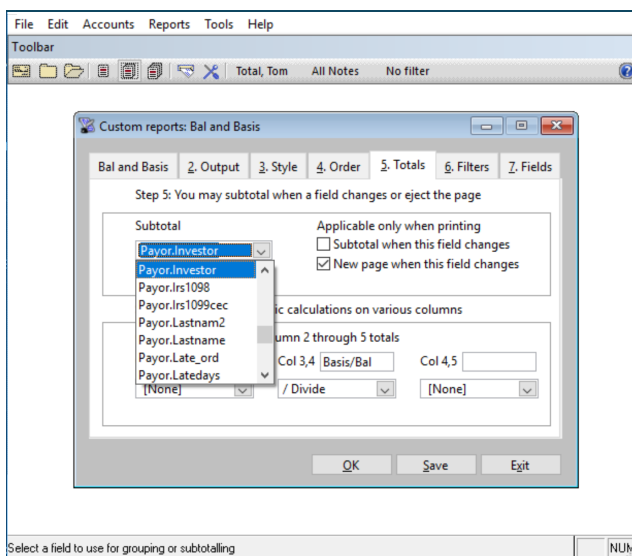 File Edit Accounts Reports Tools Help
Toolbar
Total, Tom All Notes No filter
Custom reports: Bal and Basis
Bal and Basis 2. Output 3. Style 4. Order 5. Totals 6. Filters 7. Fields
Step 5: You may subtotal when a field changes or eject the page
Subtotal Applicable only when printing
Payor.Investor Subtotal when this field changes
Payor.Investor New page when this field changes
Payor.Irs1098
Payor.Irs1099cec ic calculations on various columns
Payor.Lastnam2
Payor.Lastname umn 2 through 5 totals
Payor.Late_ord Col 3,4 Basis/Bal Col 4,5
Payor.Latedays
[None] / Divide [None]
OK Save Exit
Select a field to use for grouping or subtotalling NUM